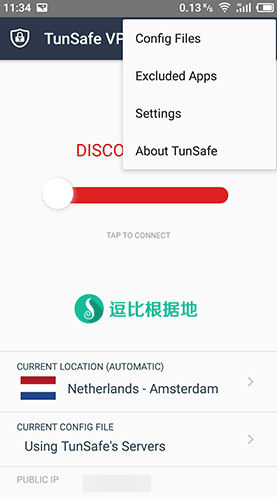 11:34
0.13 K/s
TunSafe VP
Config Files
Excluded Apps
Settings
About TunSafe
DISCO
TAP TO CONNECT
逗比根据地
CURRENT LOCATION (AUTOMATIC)
Netherlands - Amsterdam
CURRENT CONFIG FILE
Using TunSafe's Servers
PUBLIC IP